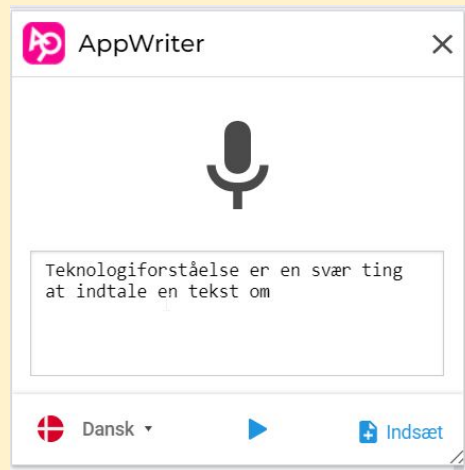 AppWriter
Teknologiforståelse er en svær ting
at indtale en tekst om
Dansk
Indsæt